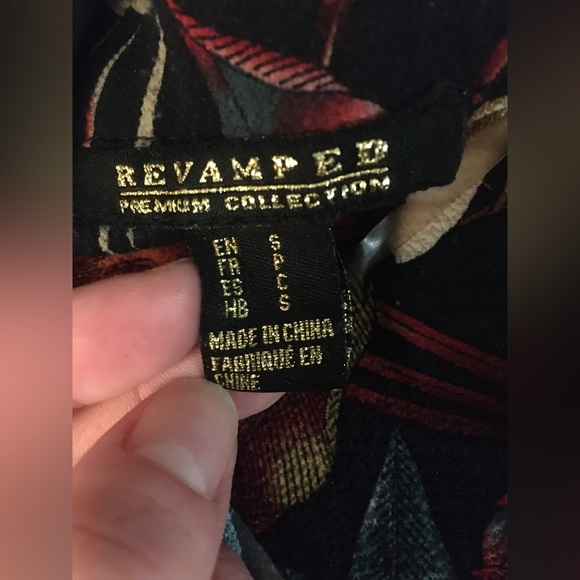 REVAMPED
PREMIUM COLLECTION
EN S
FR P
ES C
HB S
MADE IN CHINA
FABRIQUÉ EN
CHINE